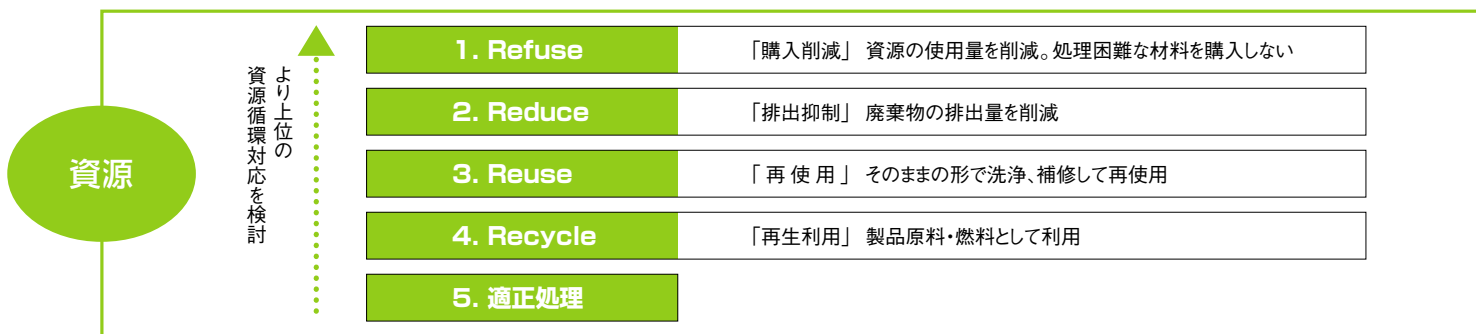 資源
より上位の
資源循環対応を検討
1. Refuse
「購入削減」 資源の使用量を削減。処理困難な材料を購入しない
2. Reduce
「排出抑制」 廃棄物の排出量を削減
3. Reuse
「再使用」 そのままの形で洗浄、補修して再使用
4. Recycle
「再生利用」 製品原料・燃料として利用
5. 適正処理